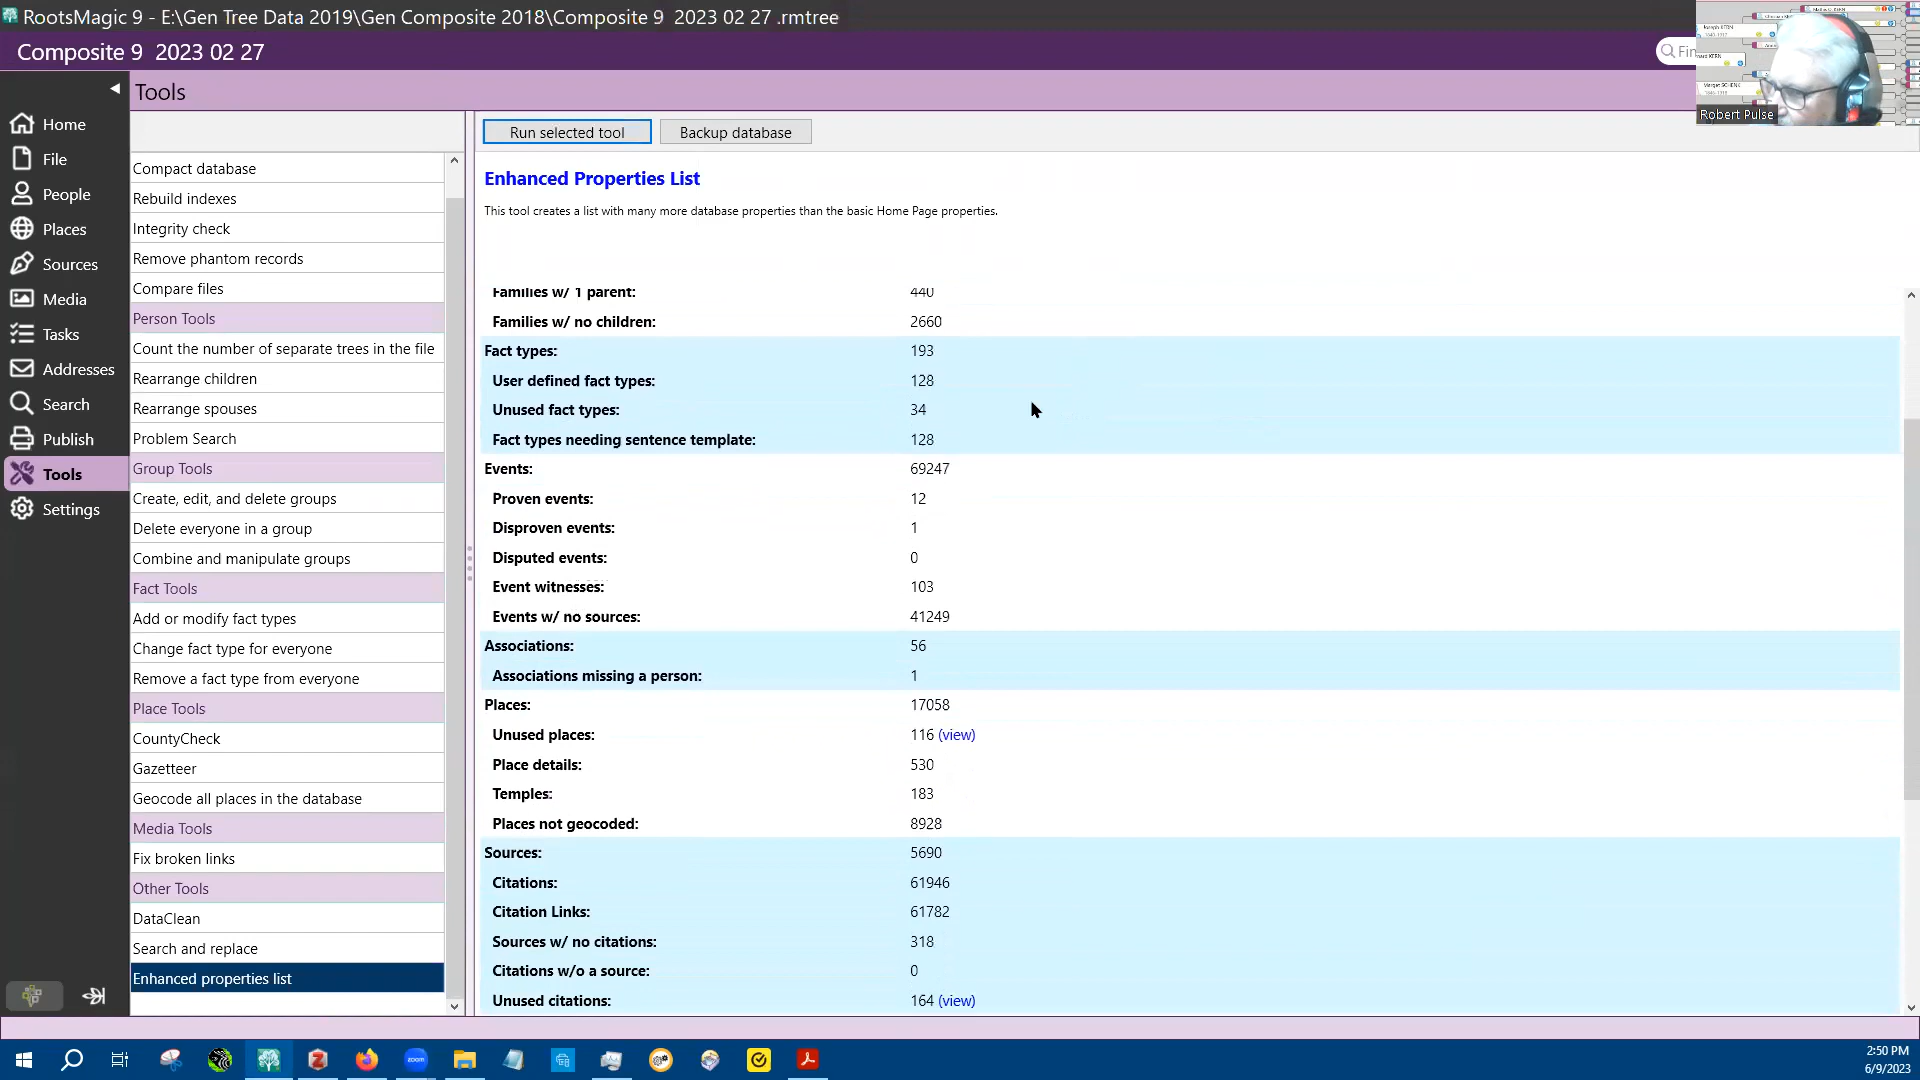 RootsMagic 9 - E:\Gen Tree Data 2019\Gen Composite 2018\Composite 9  2023 02 27 .rmtree
Composite 9  2023 02 27
Tools
Robert Pulse
Home
File
People
Places
Sources
Media
Tasks
Addresses
Search
Publish
Tools
Settings
Compact database
Rebuild indexes
Integrity check
Remove phantom records
Compare files
Person Tools
Count the number of separate trees in the file
Rearrange children
Rearrange spouses
Problem Search
Group Tools
Create, edit, and delete groups
Delete everyone in a group
Combine and manipulate groups
Fact Tools
Add or modify fact types
Change fact type for everyone
Remove a fact type from everyone
Place Tools
CountyCheck
Gazetteer
Geocode all places in the database
Media Tools
Fix broken links
Other Tools
DataClean
Search and replace
Enhanced properties list
Run selected tool Backup database
Enhanced Properties List
This tool creates a list with many more database properties than the basic Home Page properties.
Families w/ 1 parent: 440
Families w/ no children: 2660
Fact types: 193
User defined fact types: 128
Unused fact types: 34
Fact types needing sentence template: 128
Events: 69247
Proven events: 12
Disproven events: 1
Disputed events: 0
Event witnesses: 103
Events w/ no sources: 41249
Associations: 56
Associations missing a person: 1
Places: 17058
Unused places: 116 (view)
Place details: 530
Temples: 183
Places not geocoded: 8928
Sources: 5690
Citations: 61946
Citation Links: 61782
Sources w/ no citations: 318
Citations w/o a source: 0
Unused citations: 164 (view)
zoom
2:50 PM
6/9/2023